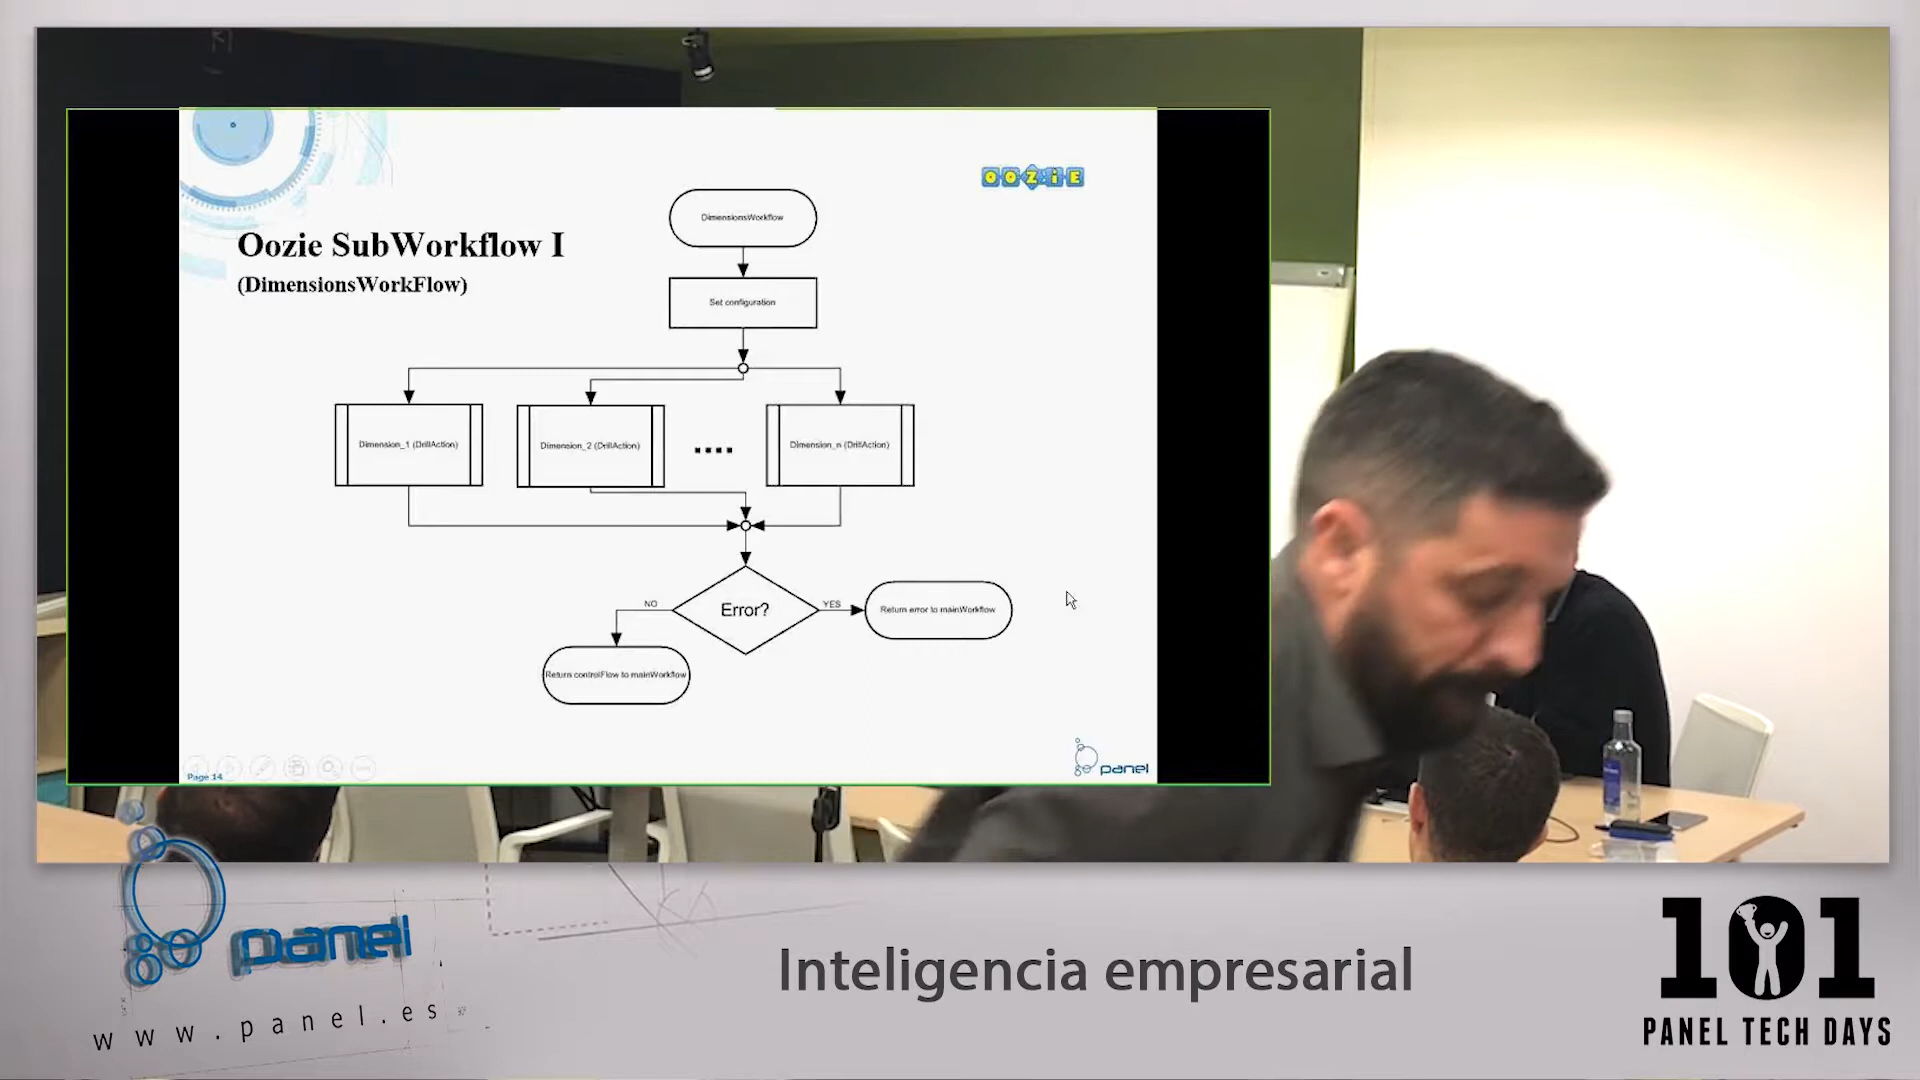 OOZIE
DimensionsWorkflow
Oozie SubWorkflow I
(DimensionsWorkFlow)
Set configuration
Dimension_1 (DrillAction)
Dimension_2 (DrillAction)
....
Dimension_n (DrillAction)
Error?
NO
YES
Return error to mainWorkflow
Return controlFlow to mainWorkflow
Page 14
panel
panel
www.panel.es
Inteligencia empresarial
101
PANEL TECH DAYS